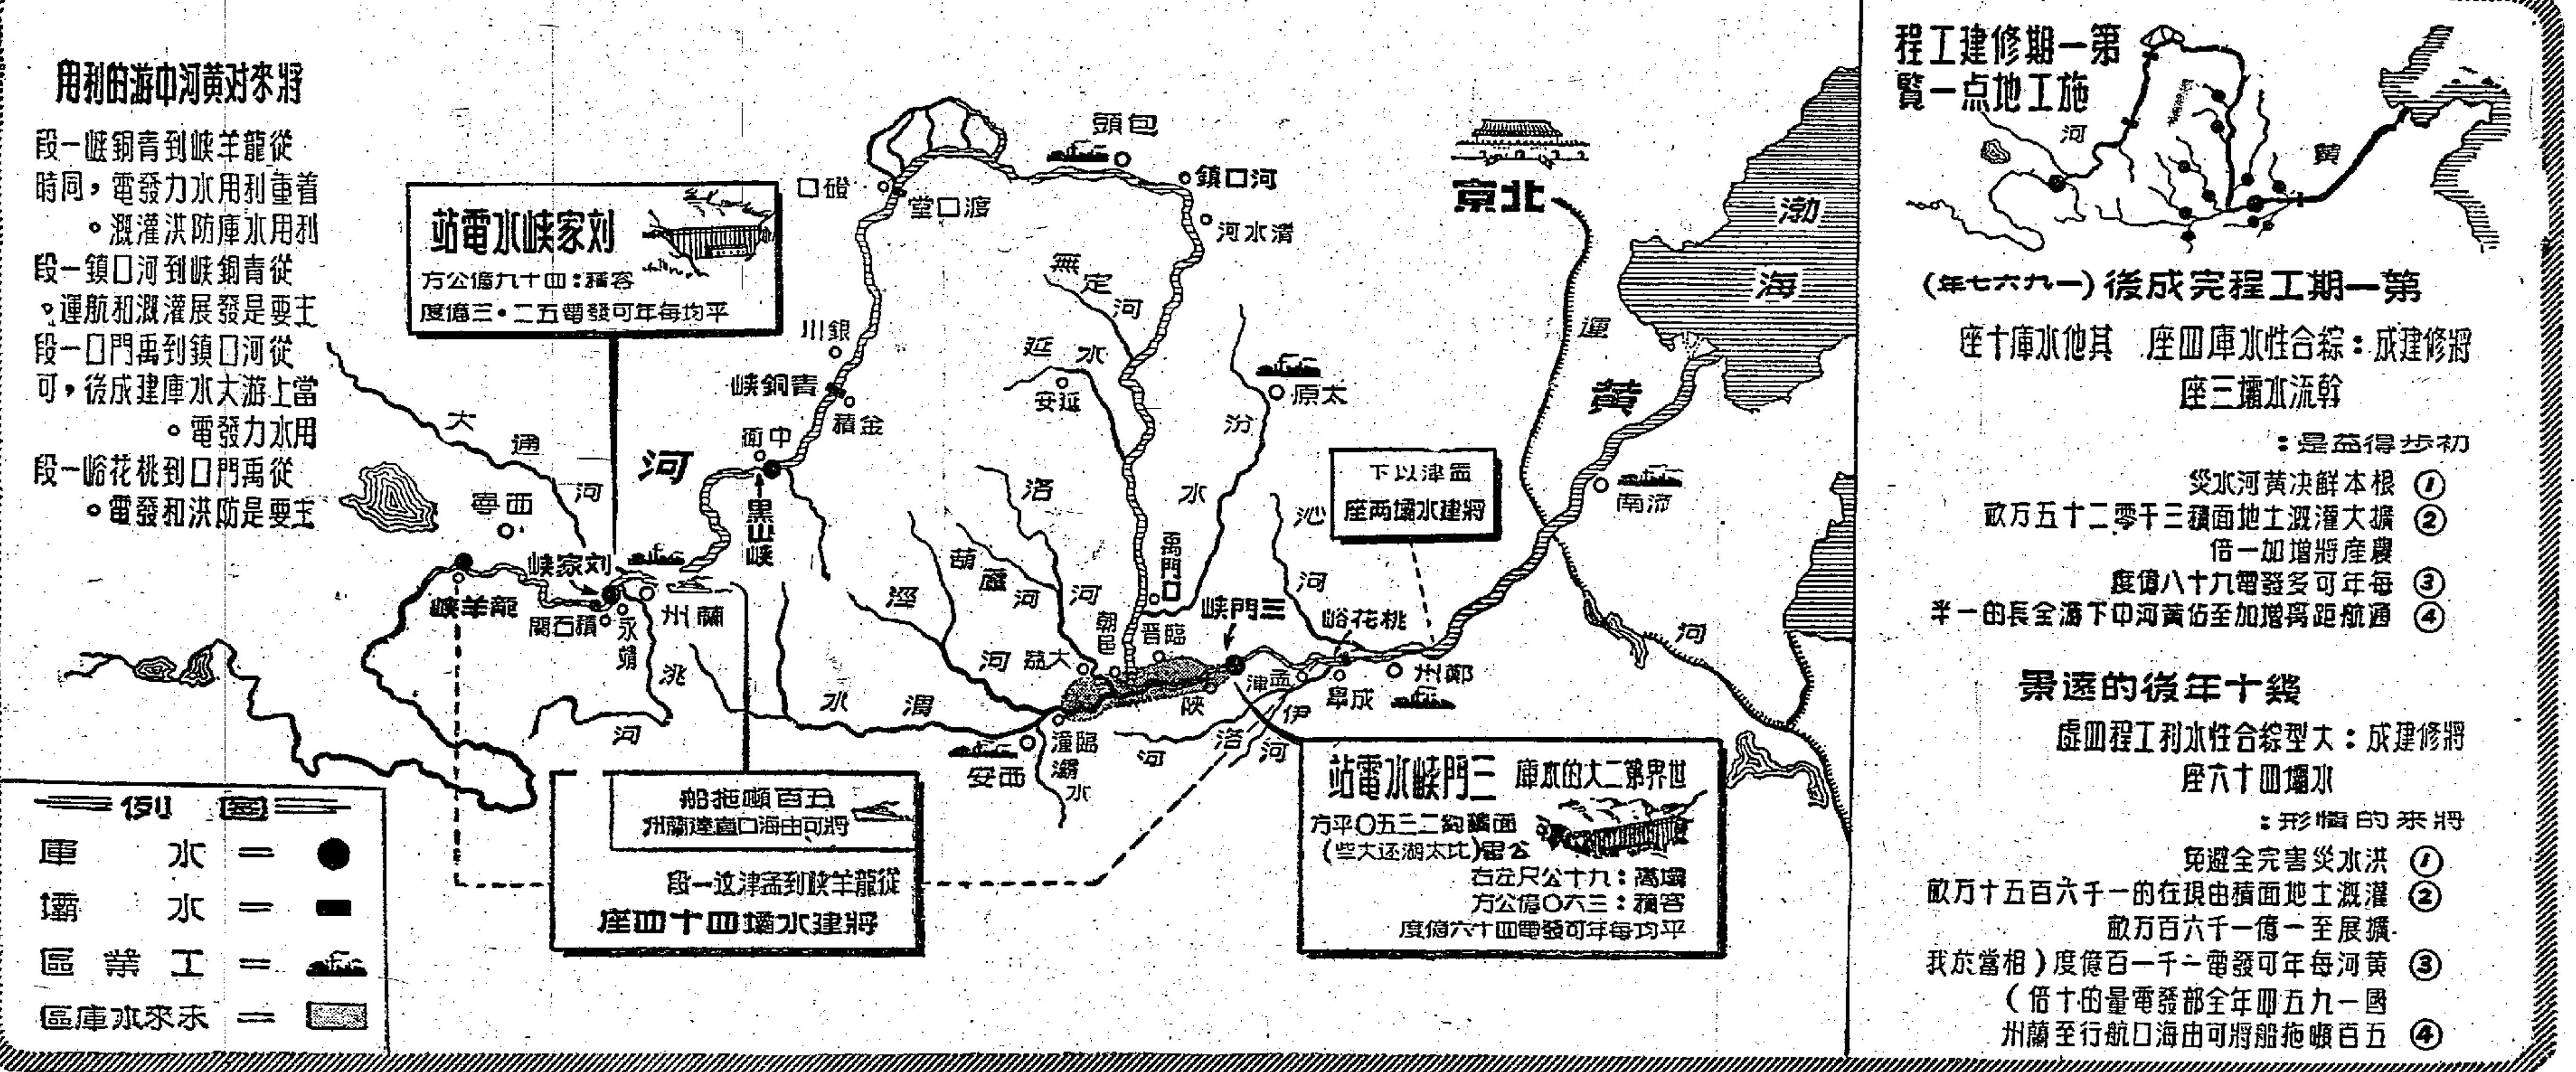 將來对黄河中游的利用
從龍羊峽到青銅峽一段
着重利用水力發電，同時
利用水庫防洪灌溉。
從青銅峽到河口鎮一段
主要是發展灌溉和航運。
從河口鎮到禹門口一段
當上游大水庫建成後，可
用水力發電。
從禹門口到桃花峪一段
主要是防洪和發電。
刘家峽水電站
容積：四十九億公方
平均每年可發電五二・三億度
包頭
河口鎮
清水河
磴口
渡口堂
銀川
青銅峽
金積
中衛
黑山峽
北京
渤海
運河
黄河
無定河
延水
延安
太原
汾水
濟南
大通河
西寧
龍羊峽
刘家峽
積石關
永靖
蘭州
洮河
涇河
葫蘆河
洛河
禹門口
沁河
朝邑
大荔
臨晋
三門峽
桃花峪
陝
孟津
成皋
鄭州
渭水
臨潼
灞水
西安
伊河
洛河
孟津以下
將建水壩两座
五百噸拖船
將可由海口直達蘭州
從龍羊峽到孟津这一段
將建水壩四十四座
三門峽水電站 世界第二大的水庫
面積約二三五〇平方
公里(比太湖还大些)
壩高：九十公尺左右
容積：三六〇億公方
平均每年可發電四十六億度
圖例
水庫
水壩
工業區
未來水庫區
第一期修建工程
施工地点一覧
黄河
第一期工程完成後(一九六七年)
將修建成：綜合性水庫四座 其他水庫十座
幹流水壩三座
初步得益是：
① 根本解决黄河水災
② 擴大灌溉土地面積三千零二十五万畝
農產將增加一倍
③ 每年可多發電九十八億度
④ 通航距离增加至佔黄河中下游全長的一半
幾十年後的遠景
將修建成：大型綜合性水利工程四處
水壩四十六座
將來的情形：
① 洪水災害完全避免
② 灌溉土地面積由現在的一千六百五十万畝
擴展至一億一千六百万畝
③ 黄河每年可發電一千一百億度(相當於我
國一九五四年全部發電量的十倍)
④ 五百噸拖船將可由海口航行至蘭州